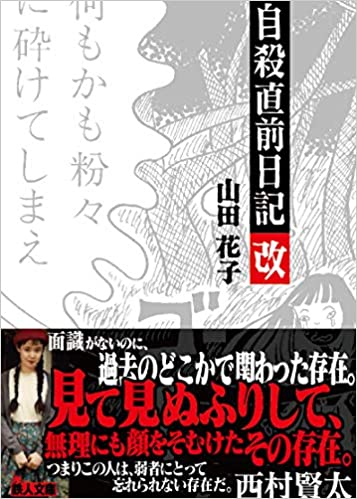 自殺直前日記 改
山田花子
何もかも粉々
に砕けてしまえ
面識がないのに、
過去のどこかで関わった存在。
見て見ぬふりして、
無理にも顔をそむけたその存在。
つまりこの人は、弱者にとって
忘れられない存在だ。
西村賢太
鉄人文庫